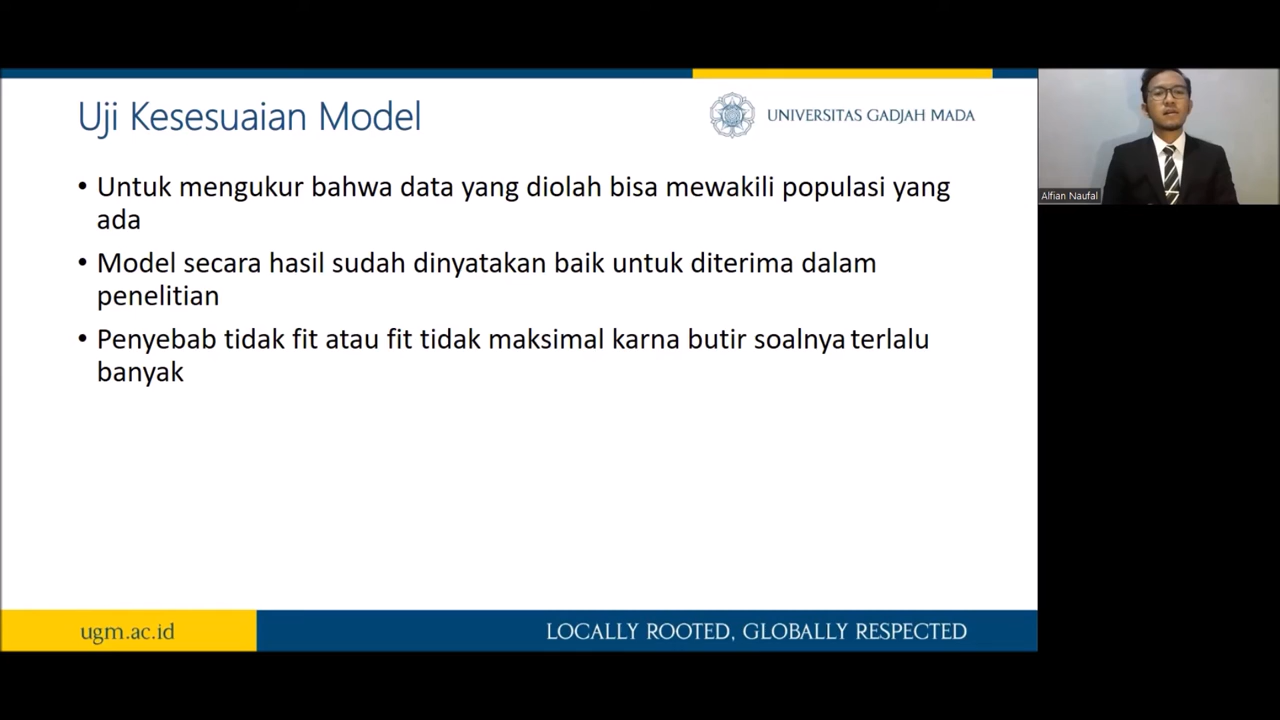 Uji Kesesuaian Model
UNIVERSITAS GADJAH MADA
• Untuk mengukur bahwa data yang diolah bisa mewakili populasi yang
ada
• Model secara hasil sudah dinyatakan baik untuk diterima dalam
penelitian
• Penyebab tidak fit atau fit tidak maksimal karna butir soalnya terlalu
banyak
Alfian Naufal
ugm.ac.id
LOCALLY ROOTED, GLOBALLY RESPECTED